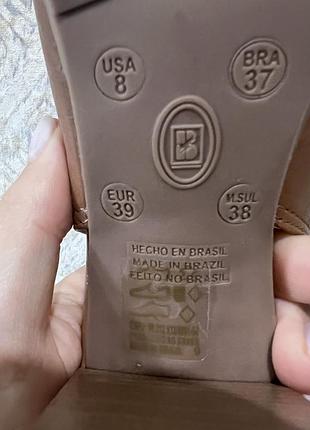 USA
8
BRA
37
EUR
39
M.SUL
38
HECHO EN BRASIL
MADE IN BRAZIL
FEITO NO BRASIL